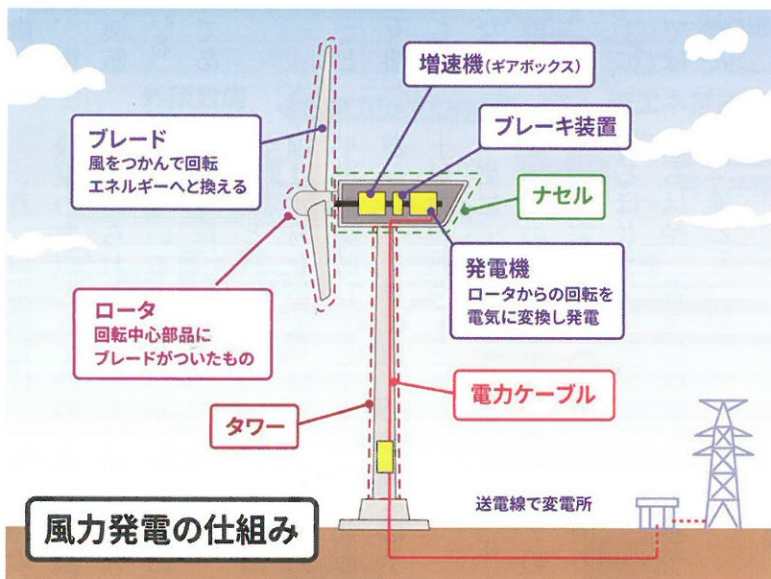 増速機(ギアボックス)
ブレーキ装置
ブレード
風をつかんで回転
エネルギーへと換える
ナセル
発電機
ロータからの回転を
電気に変換し発電
ロータ
回転中心部品に
ブレードがついたもの
電力ケーブル
タワー
送電線で変電所
風力発電の仕組み